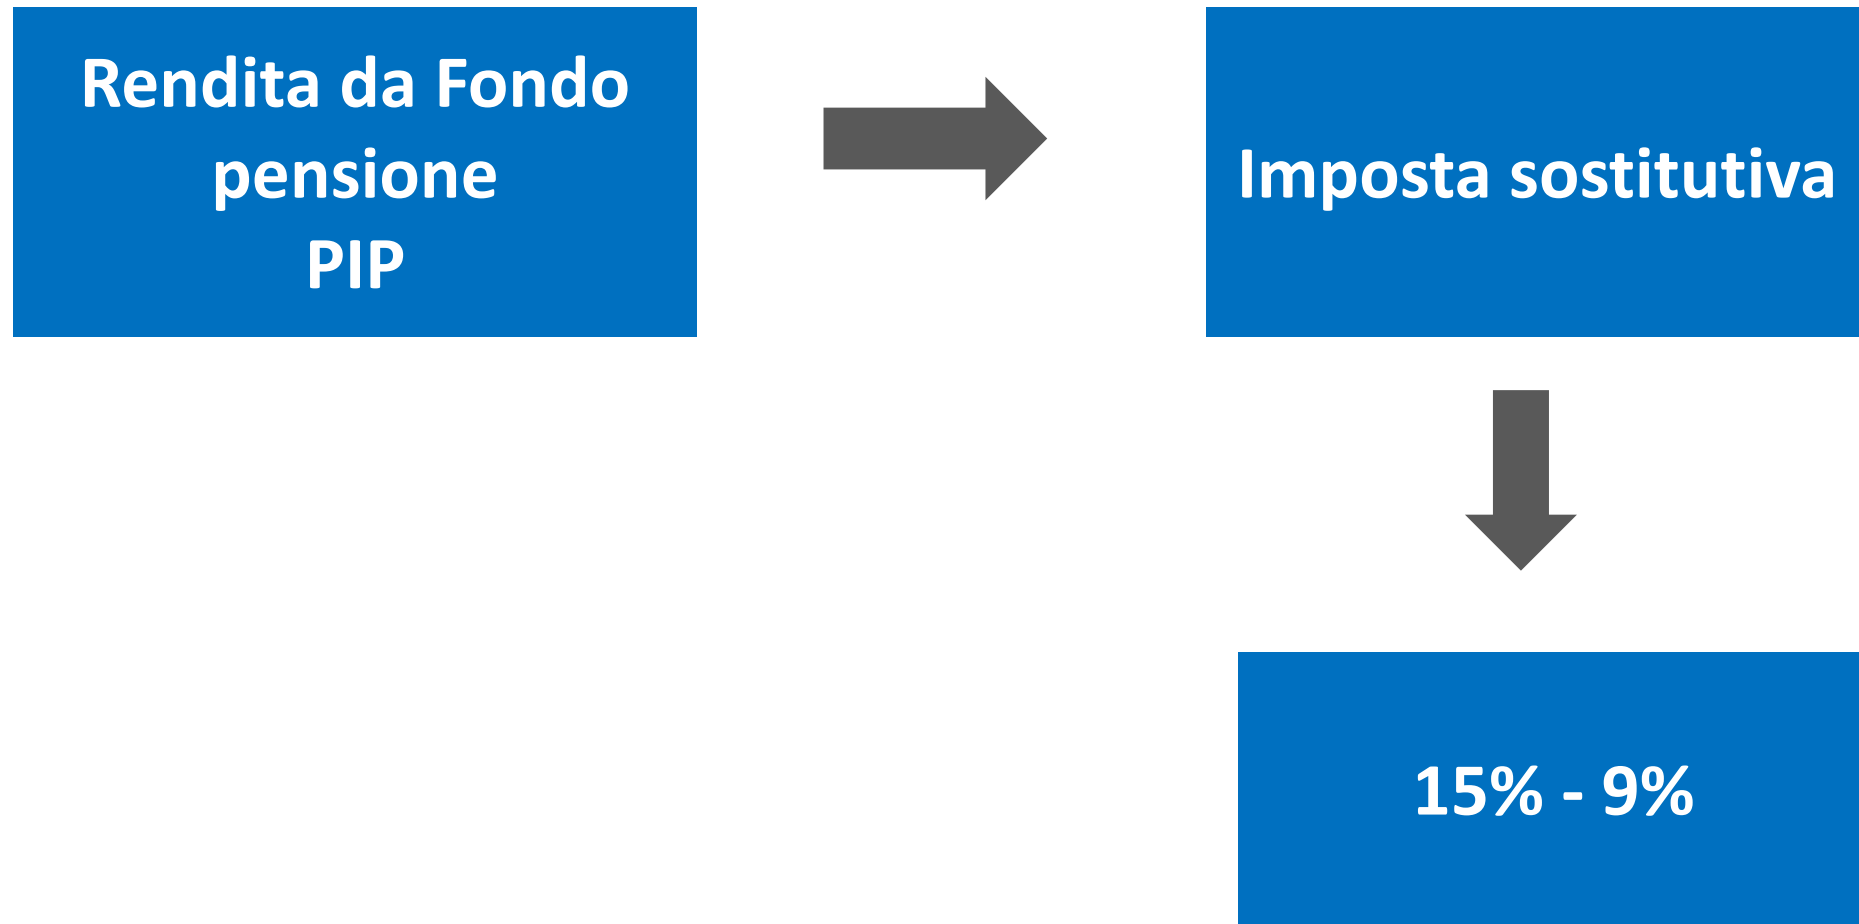 Rendita da Fondo
pensione
PIP
Imposta sostitutiva
15% - 9%